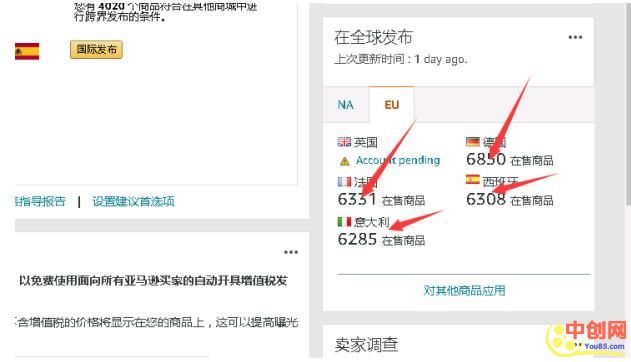 您有 4020 个商品符合在其他商城中进
行跨界发布的条件。
国际发布
指导报告 | 设置建议首选项
以免费使用面向所有亚马逊买家的自动开具增值税发
含增值税的价格将显示在您的商品上，这可以提高曝光
在全球发布
上次更新时间 : 1 day ago.
NA EU
英国 德国
Account pending 6850 在售商品
法国 西班牙
6331 在售商品 6308 在售商品
意大利
6285 在售商品
对其他商品应用
卖家调查
中创网
You85.com